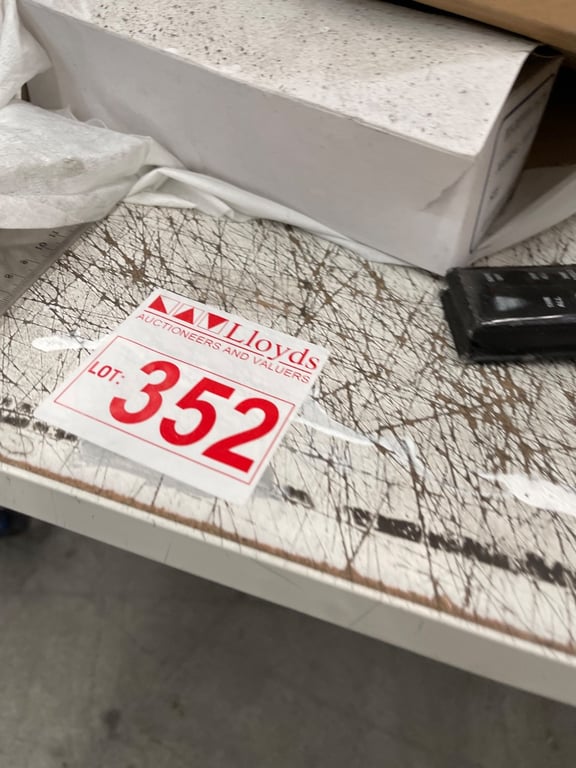 Lloyds
AUCTIONEERS AND VALUERS
LOT: 352